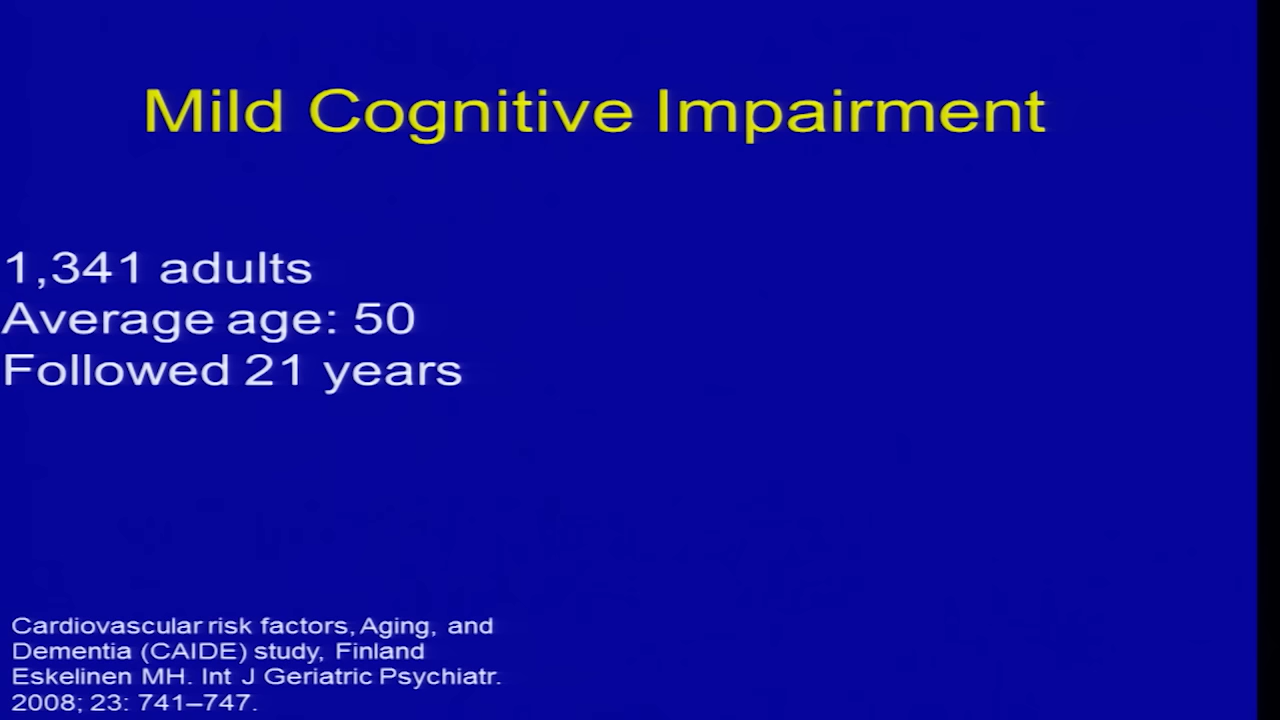 Mild Cognitive Impairment
1,341 adults
Average age: 50
Followed 21 years
Cardiovascular risk factors, Aging, and
Dementia (CAIDE) study, Finland
Eskelinen MH. Int J Geriatric Psychiatr.
2008; 23: 741–747.